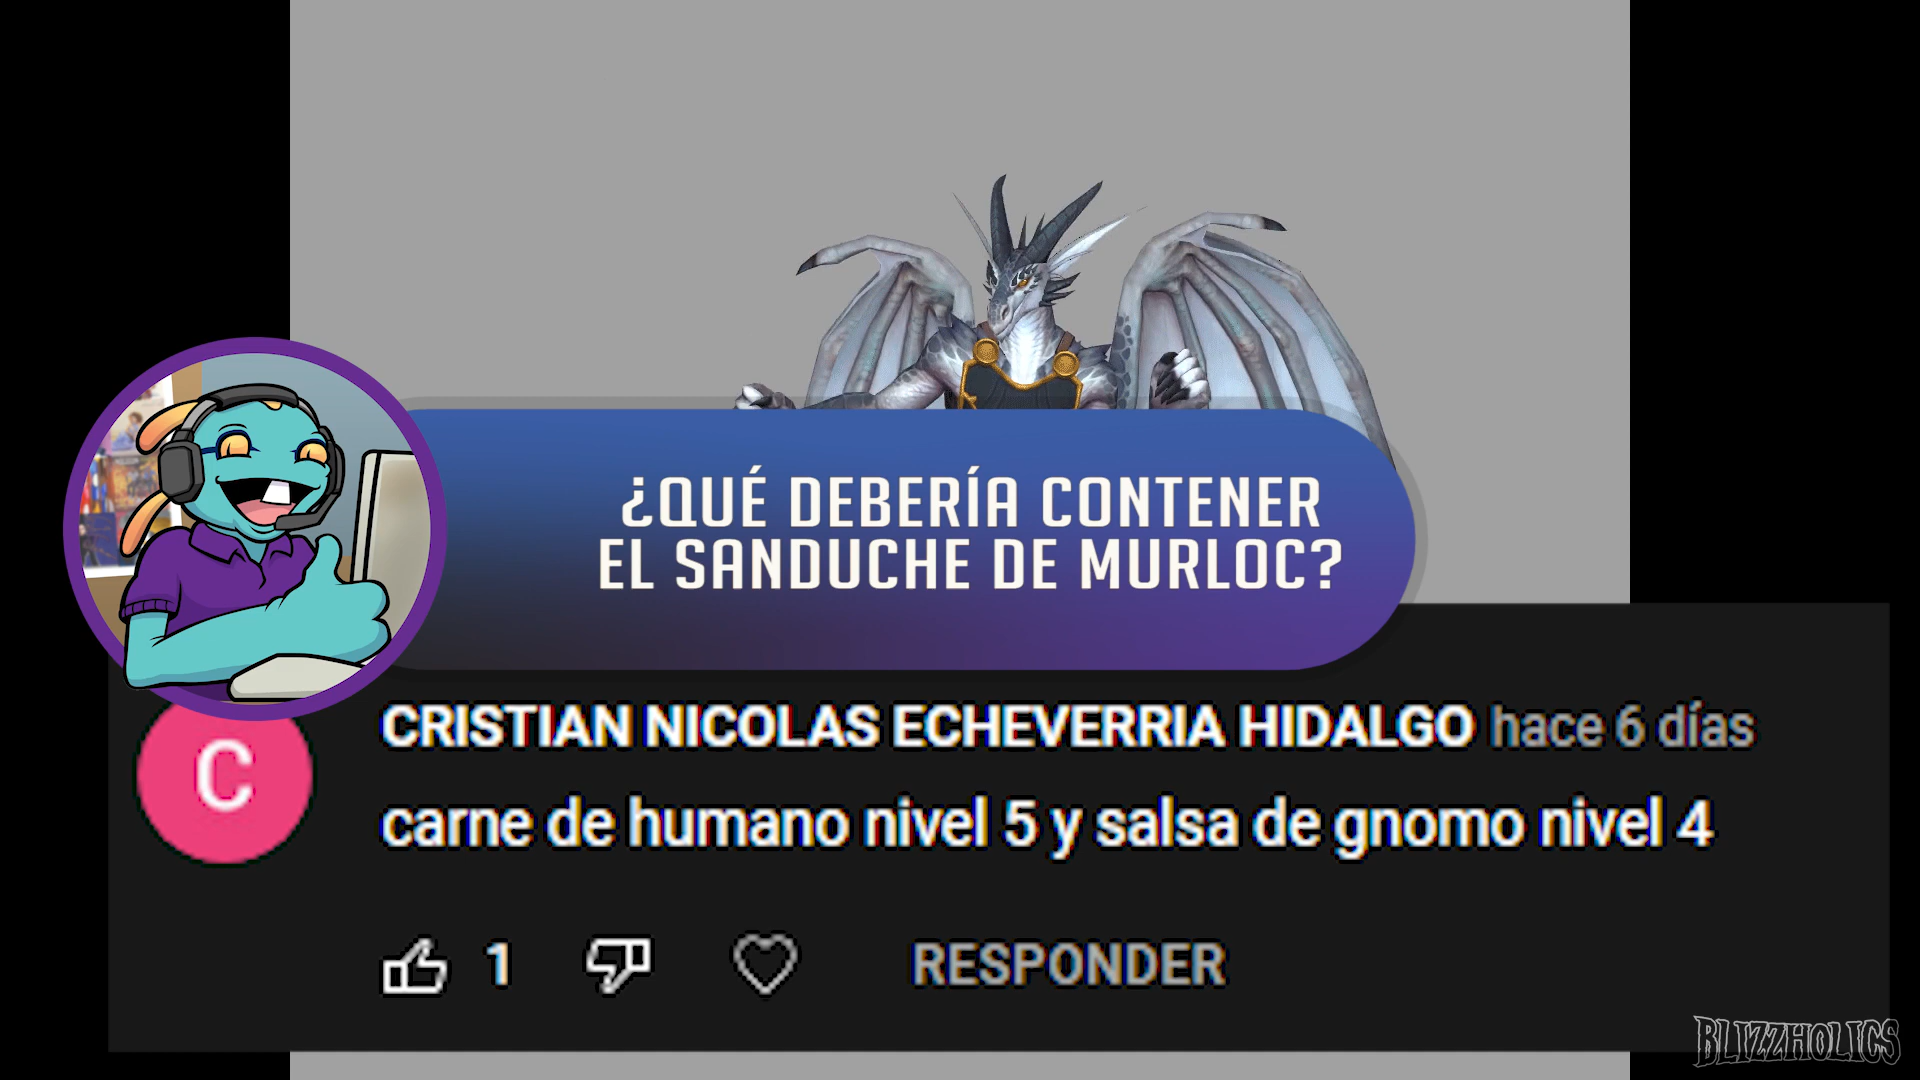 ¿QUÉ DEBERÍA CONTENER
EL SANDUCHE DE MURLOC?
C
CRISTIAN NICOLAS ECHEVERRIA HIDALGO hace 6 días
carne de humano nivel 5 y salsa de gnomo nivel 4
1 RESPONDER
BLIZZHOLICS